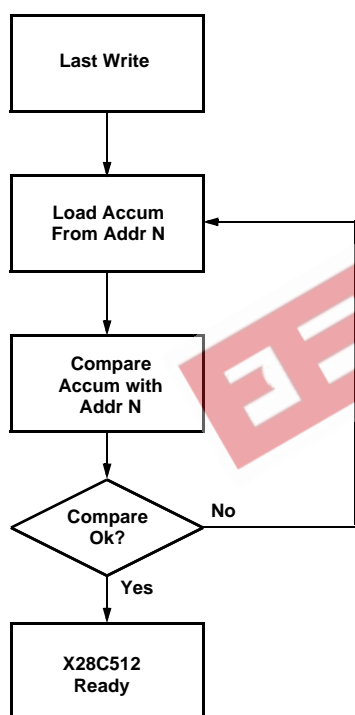 Last Write
Load Accum
From Addr N
Compare
Accum with
Addr N
Compare
Ok?
No
Yes
X28C512
Ready